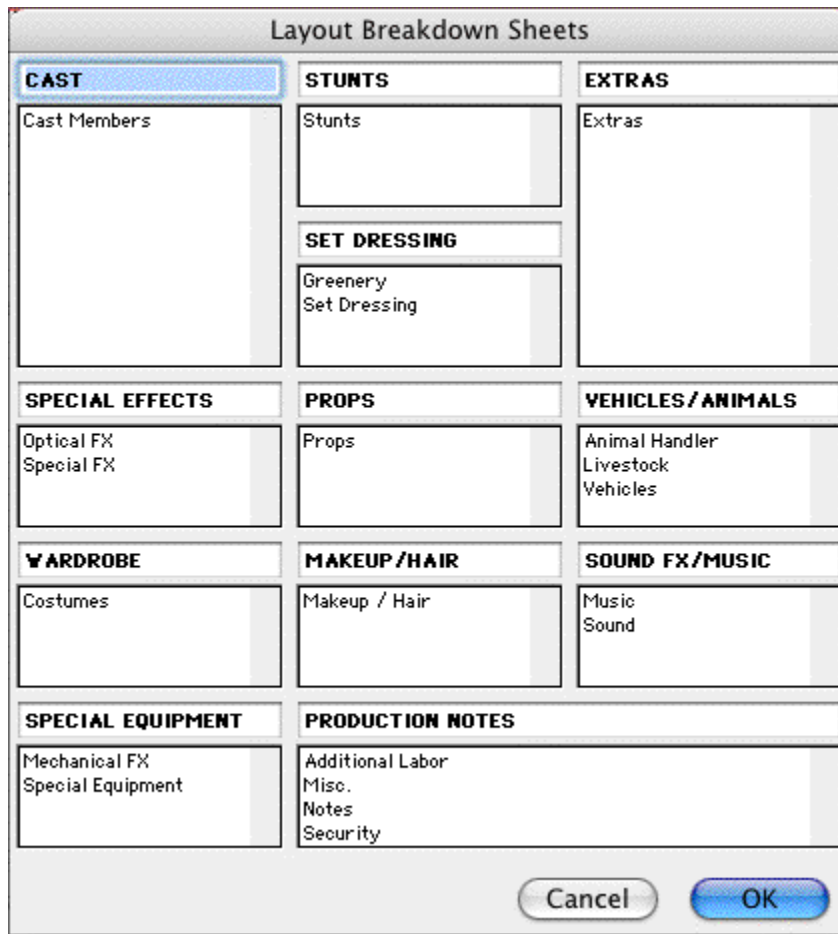 Layout Breakdown Sheets
CAST
Cast Members
STUNTS
Stunts
EXTRAS
Extras
SET DRESSING
Greenery
Set Dressing
SPECIAL EFFECTS
Optical FX
Special FX
PROPS
Props
VEHICLES/ANIMALS
Animal Handler
Livestock
Vehicles
WARDROBE
Costumes
MAKEUP/HAIR
Makeup / Hair
SOUND FX/MUSIC
Music
Sound
SPECIAL EQUIPMENT
Mechanical FX
Special Equipment
PRODUCTION NOTES
Additional Labor
Misc.
Notes
Security
Cancel
OK